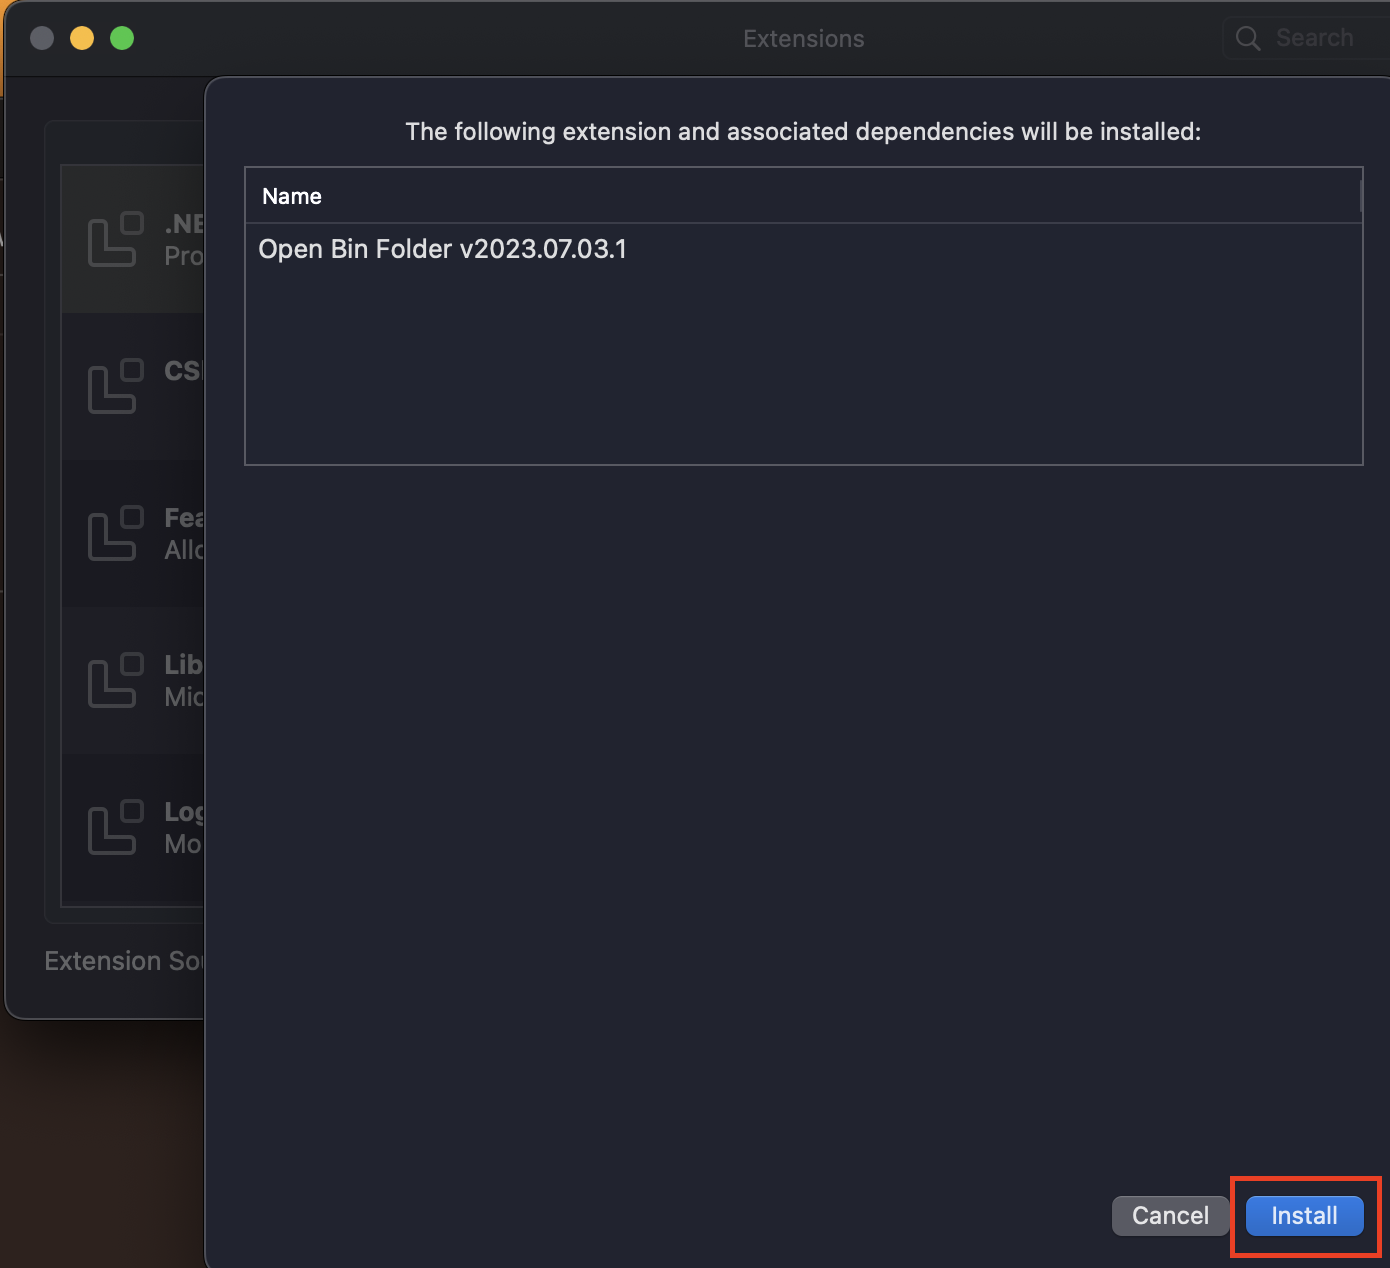 Extensions
Search
The following extension and associated dependencies will be installed:
Name
Open Bin Folder v2023.07.03.1
.NE
Pro
CS
Fea
Allo
Lib
Mic
Log
Mo
Extension Sou
Cancel
Install